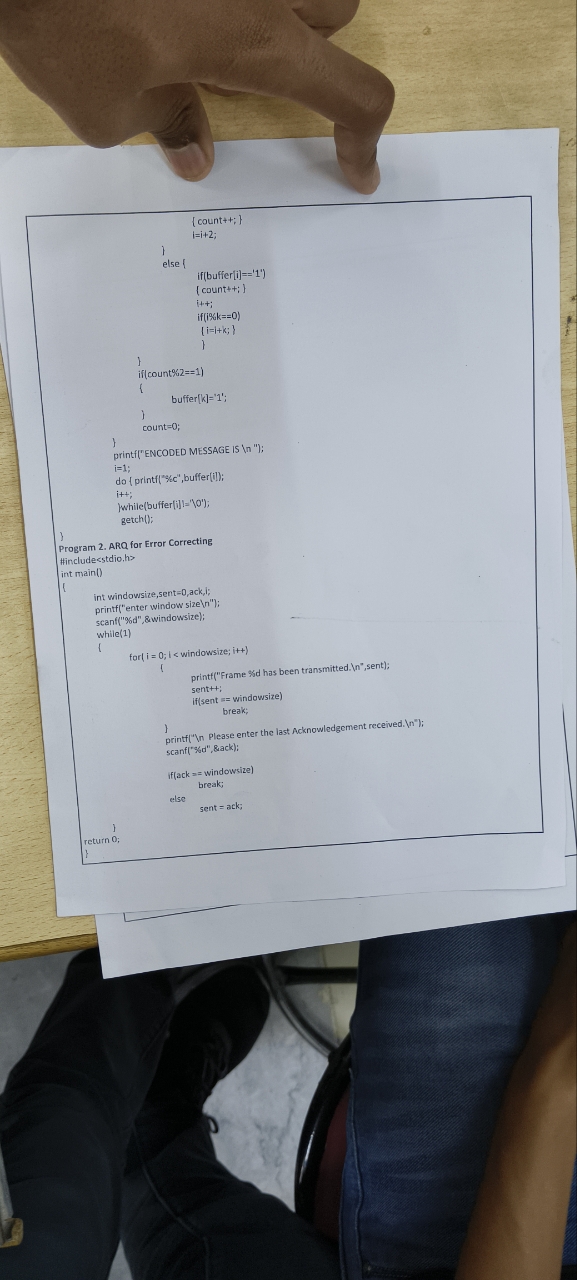 { count++; }
i=i+2;
}
else {
if(buffer[i]=='1')
{ count++; }
i++;
if(i%k==0)
{ i=i+k; }
}
}
if(count%2==1)
{
buffer[k]='1';
}
count=0;
}
printf("ENCODED MESSAGE IS \n ");
i=1;
do { printf("%c",buffer[i]);
i++;
}while(buffer[i]!='\0');
getch();
}
Program 2. ARQ for Error Correcting
#include<stdio.h>
int main()
{
int windowsize,sent=0,ack,i;
printf("enter window size\n");
scanf("%d",&windowsize);
while(1)
{
for( i = 0; i < windowsize; i++)
{
printf("Frame %d has been transmitted.\n",sent);
sent++;
if(sent == windowsize)
break;
}
printf("\n Please enter the last Acknowledgement received.\n");
scanf("%d",&ack);
if(ack == windowsize)
break;
else
sent = ack;
}
return 0;
}